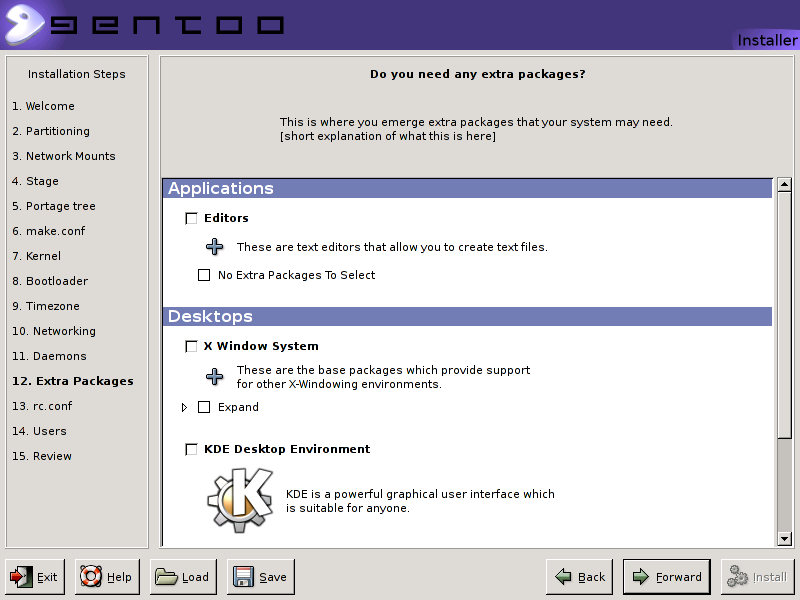 gentoo
Installer
Installation Steps
1. Welcome
2. Partitioning
3. Network Mounts
4. Stage
5. Portage tree
6. make.conf
7. Kernel
8. Bootloader
9. Timezone
10. Networking
11. Daemons
12. Extra Packages
13. rc.conf
14. Users
15. Review
Do you need any extra packages?
This is where you emerge extra packages that your system may need.
[short explanation of what this is here]
Applications
Editors
These are text editors that allow you to create text files.
No Extra Packages To Select
Desktops
X Window System
These are the base packages which provide support
for other X-Windowing environments.
Expand
KDE Desktop Environment
K
KDE is a powerful graphical user interface which
is suitable for anyone.
Exit
Help
Load
Save
Back
Forward
Install